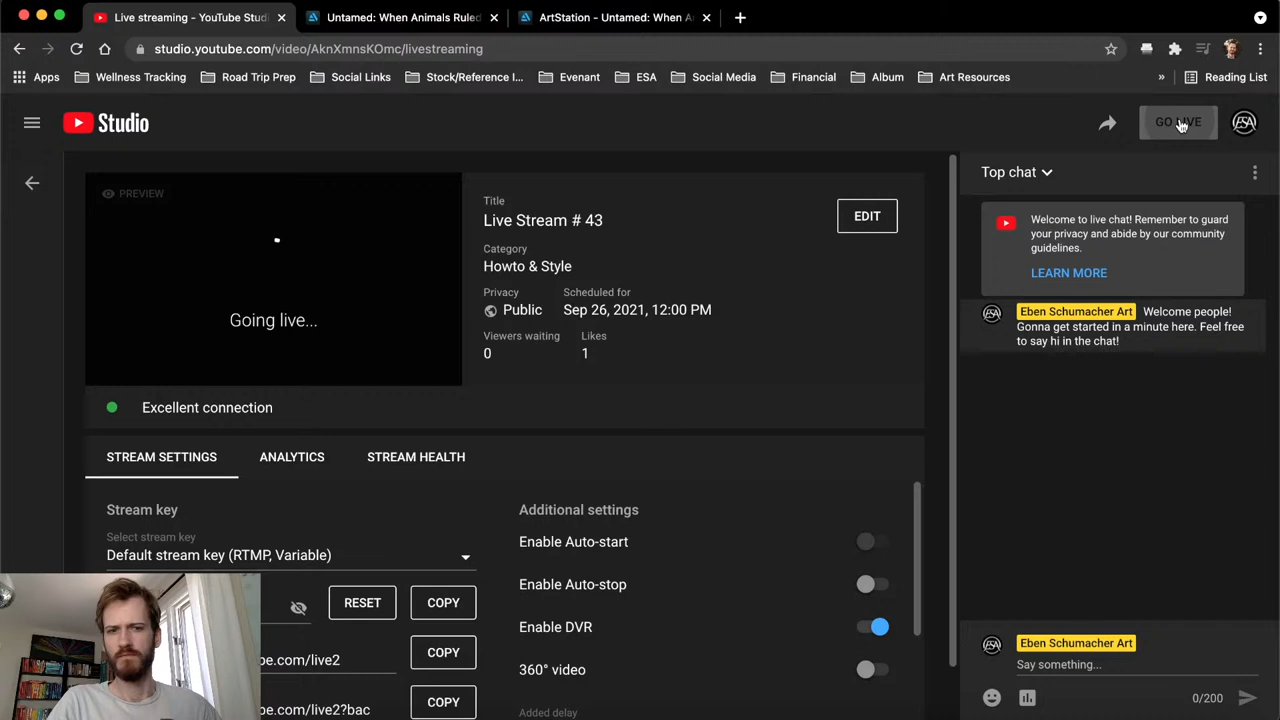 Live streaming - YouTube Studi
Untamed: When Animals Ruled
ArtStation - Untamed: When A
studio.youtube.com/video/AknXmnsKOmc/livestreaming
Apps Wellness Tracking Road Trip Prep Social Links Stock/Reference I... Evenant ESA Social Media Financial Album Art Resources » Reading List
Studio
GO LIVE
ESA
PREVIEW
Going live...
Title
Live Stream # 43
EDIT
Category
Howto & Style
Privacy
Public
Scheduled for
Sep 26, 2021, 12:00 PM
Viewers waiting
0
Likes
1
Excellent connection
STREAM SETTINGS ANALYTICS STREAM HEALTH
Stream key
Select stream key
Default stream key (RTMP, Variable)
RESET COPY
pe.com/live2
COPY
pe.com/live2?bac
COPY
Additional settings
Enable Auto-start
Enable Auto-stop
Enable DVR
360° video
Added delay
Top chat
Welcome to live chat! Remember to guard
your privacy and abide by our community
guidelines.
LEARN MORE
Eben Schumacher Art Welcome people!
Gonna get started in a minute here. Feel free
to say hi in the chat!
Eben Schumacher Art
Say something...
0/200